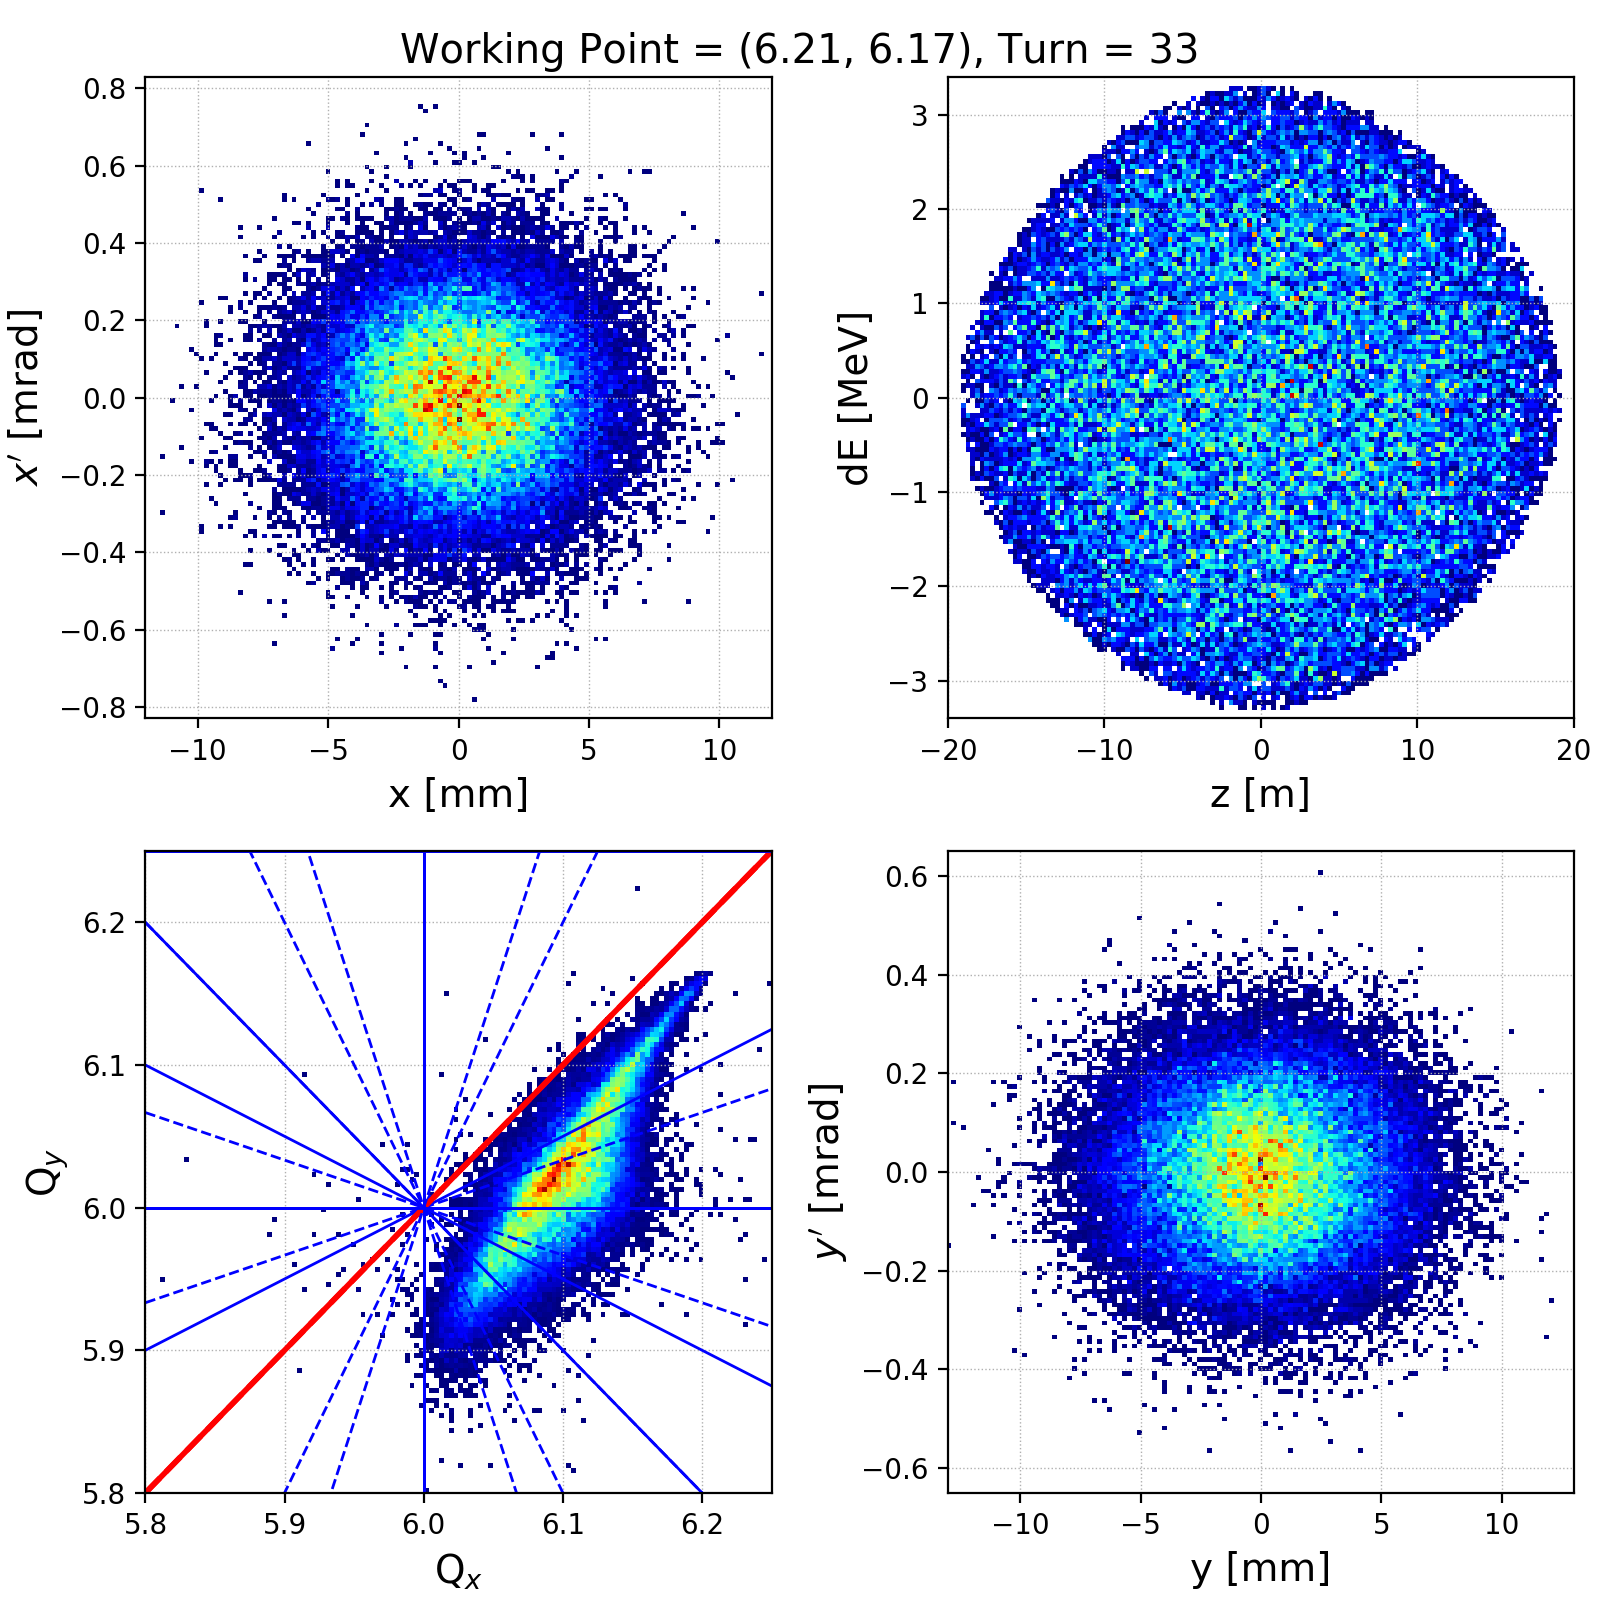 Working Point = (6.21, 6.17), Turn = 33
0.8
0.6
0.4
0.2
0.0
−0.2
−0.4
−0.6
−0.8
x′ [mrad]
−10 −5 0 5 10
x [mm]
3
2
1
0
−1
−2
−3
dE [MeV]
−20 −10 0 10 20
z [m]
6.2
6.1
6.0
5.9
5.8
Qy
5.8 5.9 6.0 6.1 6.2
Qx
0.6
0.4
0.2
0.0
−0.2
−0.4
−0.6
y′ [mrad]
−10 −5 0 5 10
y [mm]